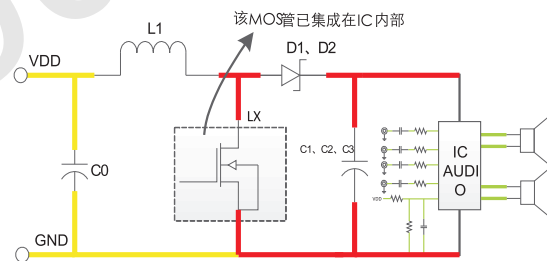 该MOS管已集成在IC内部
L1
VDD
D1、D2
LX
C0
C1、C2、C3
IC
AUDI
O
VDD
GND